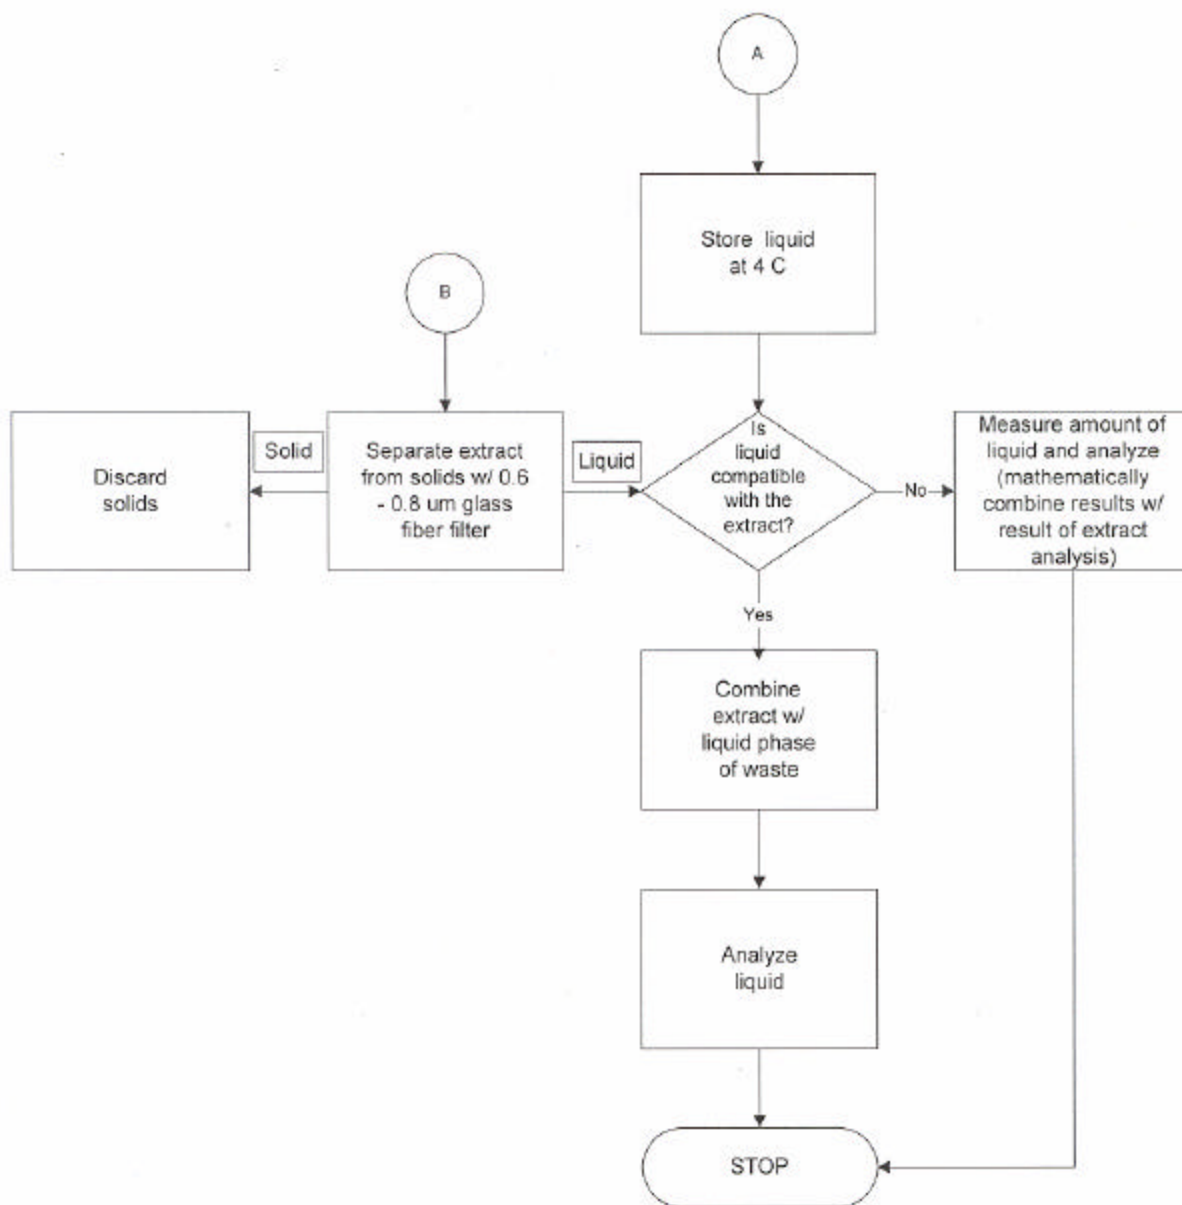 A
Store liquid
at 4 C
B
Discard
solids
Solid
Separate extract
from solids w/ 0.6
- 0.8 um glass
fiber filter
Liquid
Is
liquid
compatible
with the
extract?
No
Measure amount of
liquid and analyze
(mathematically
combine results w/
result of extract
analysis)
Yes
Combine
extract w/
liquid phase
of waste
Analyze
liquid
STOP